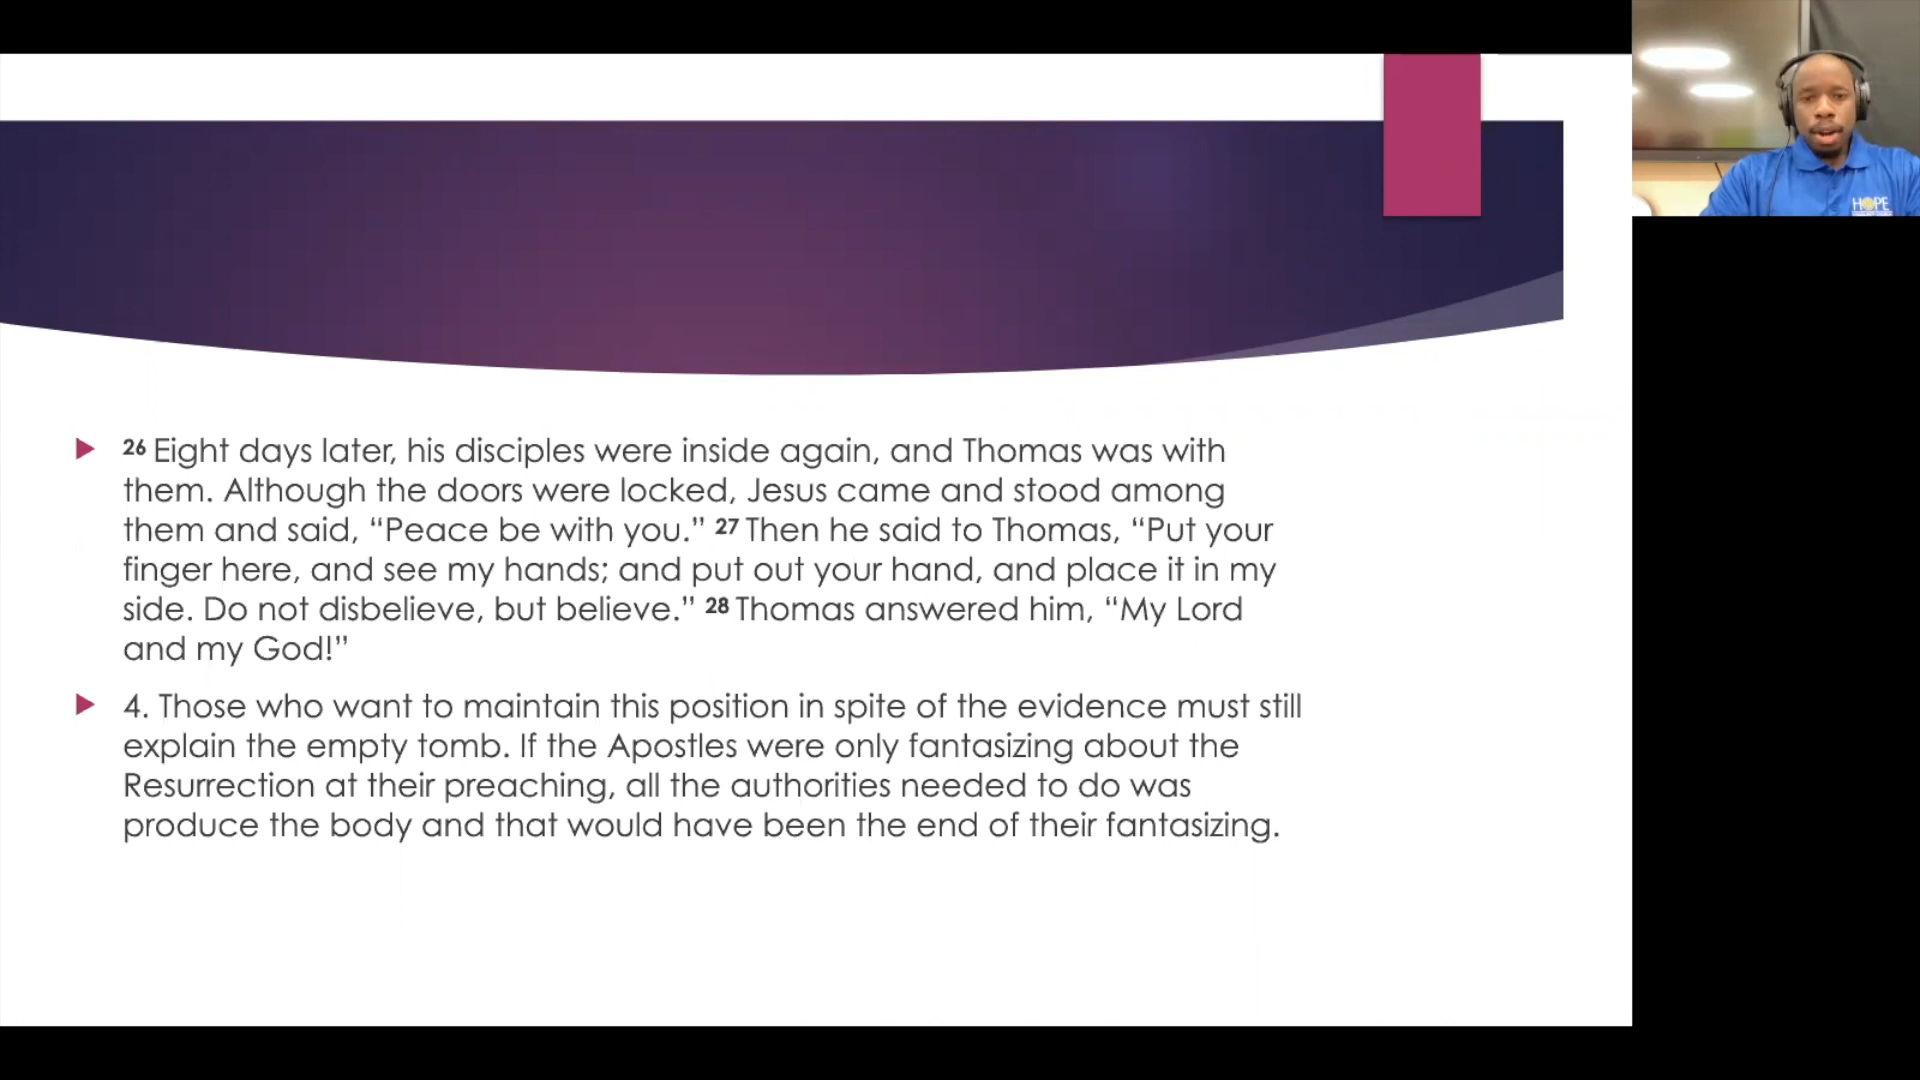 HOPE
26 Eight days later, his disciples were inside again, and Thomas was with
them. Although the doors were locked, Jesus came and stood among
them and said, “Peace be with you.” 27 Then he said to Thomas, “Put your
finger here, and see my hands; and put out your hand, and place it in my
side. Do not disbelieve, but believe.” 28 Thomas answered him, “My Lord
and my God!”
4. Those who want to maintain this position in spite of the evidence must still
explain the empty tomb. If the Apostles were only fantasizing about the
Resurrection at their preaching, all the authorities needed to do was
produce the body and that would have been the end of their fantasizing.